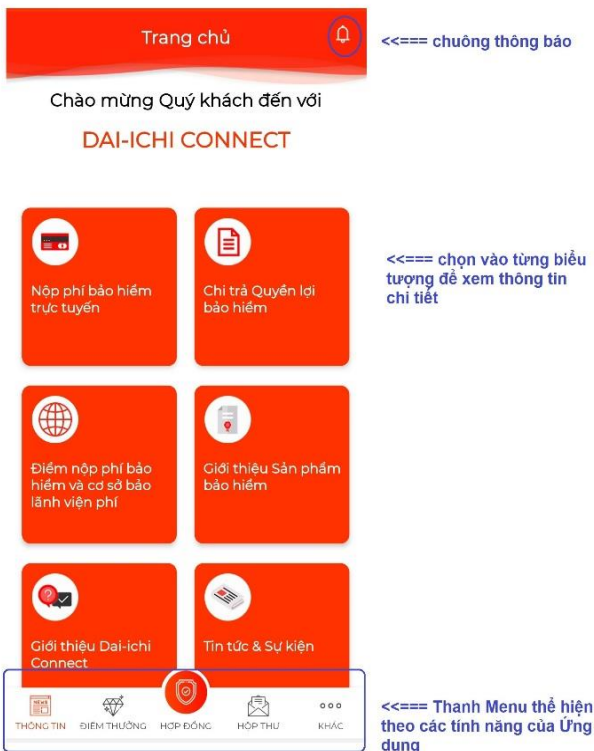 Trang chủ
<<=== chuông thông báo
Chào mừng Quý khách đến với
DAI-ICHI CONNECT
Nộp phí bảo hiểm
trực tuyến
Chi trả Quyền lợi
bảo hiểm
<<=== chọn vào từng biểu
tượng để xem thông tin
chi tiết
Điểm nộp phí bảo
hiểm và cơ sở bảo
lãnh viện phí
Giới thiệu Sản phẩm
bảo hiểm
Giới thiệu Dai-ichi
Connect
Tin tức & Sự kiện
NEWS
THÔNG TIN
ĐIỂM THƯỞNG
HỢP ĐỒNG
HỘP THƯ
KHÁC
<<=== Thanh Menu thể hiện
theo các tính năng của Ứng
dụng